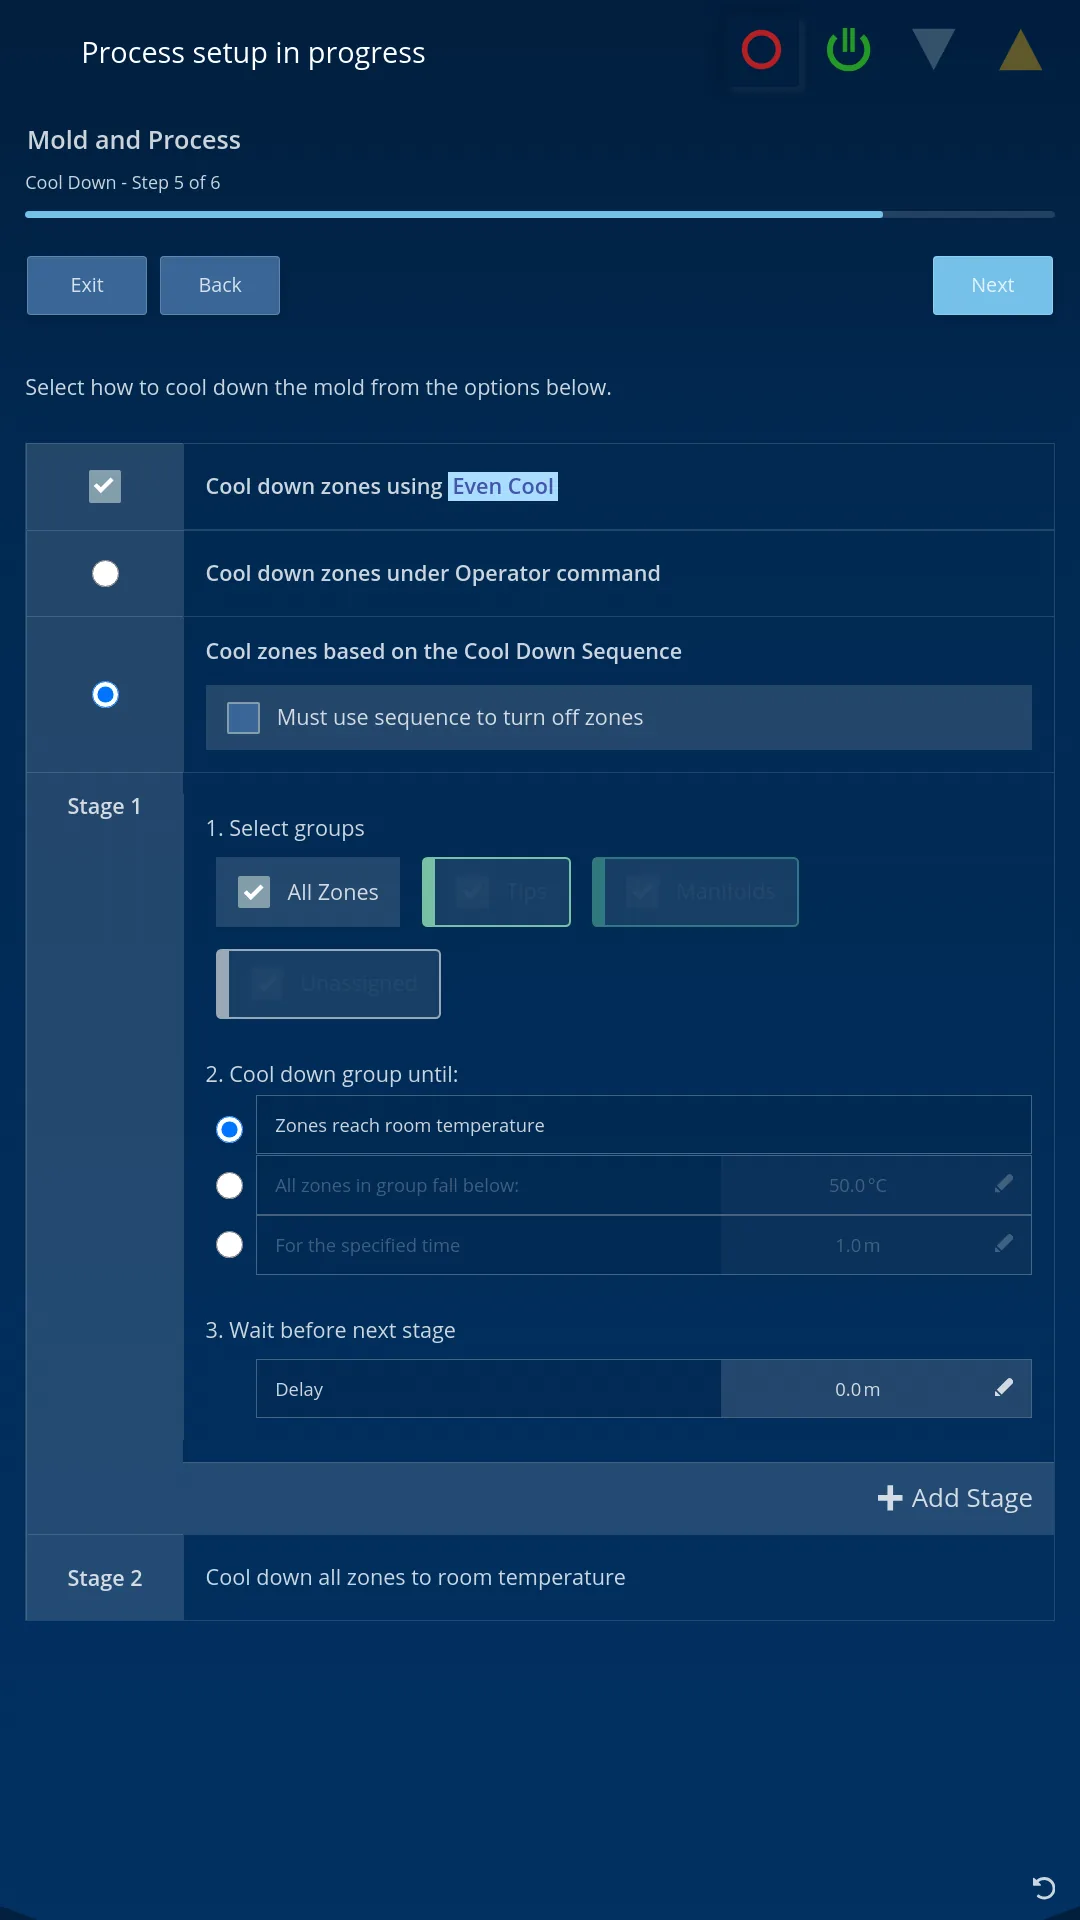 Process setup in progress
Mold and Process
Cool Down - Step 5 of 6
Exit
Back
Next
Select how to cool down the mold from the options below.
Cool down zones using Even Cool
Cool down zones under Operator command
Cool zones based on the Cool Down Sequence
Must use sequence to turn off zones
Stage 1
1. Select groups
All Zones
Tips
Manifolds
Unassigned
2. Cool down group until:
Zones reach room temperature
All zones in group fall below:
50.0 °C
For the specified time
1.0 m
3. Wait before next stage
Delay
0.0 m
Add Stage
Stage 2
Cool down all zones to room temperature